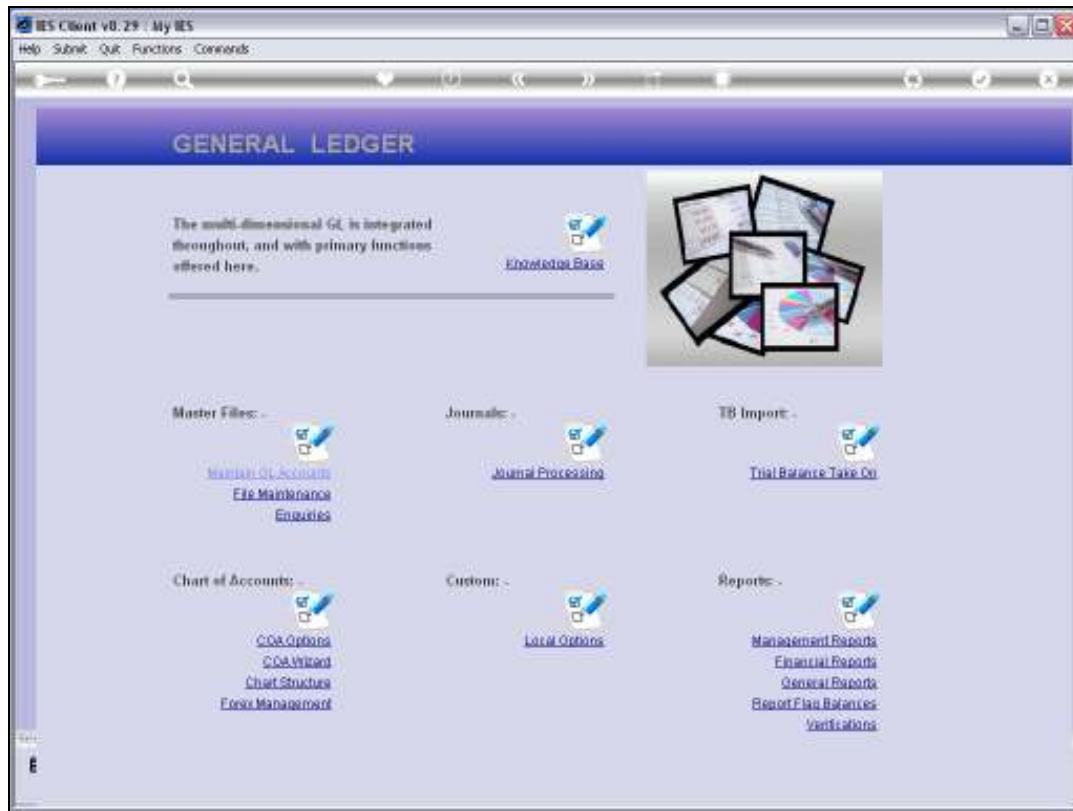 IES Client v8.29 : My IES
Help Submit Quit Functions Commands
GENERAL LEDGER
The multi-dimensional GL is integrated
throughout, and with primary functions
offered here.
Knowledge Base
Master Files: -
Journals: -
TB Import: -
Maintain GL Accounts
Journal Processing
Trial Balance Take On
File Maintenance
Enquiries
Chart of Accounts: -
Custom: -
Reports: -
COA Options
Local Options
Management Reports
COA Wizard
Financial Reports
Chart Structure
General Reports
Forex Management
Report Flag Balances
Verifications